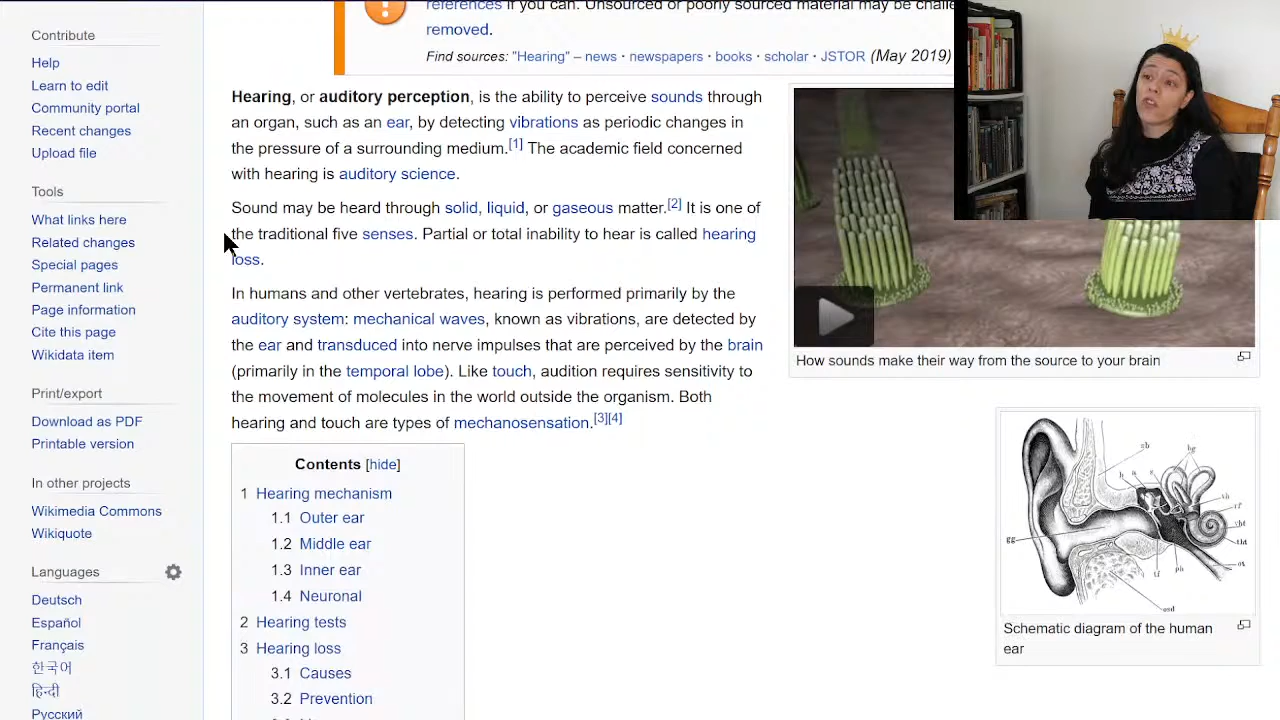 Contribute
Help
Learn to edit
Community portal
Recent changes
Upload file
Tools
What links here
Related changes
Special pages
Permanent link
Page information
Cite this page
Wikidata item
Print/export
Download as PDF
Printable version
In other projects
Wikimedia Commons
Wikiquote
Languages
Deutsch
Español
Français
한국어
हिन्दी
Русский
references if you can. Unsourced or poorly sourced material may be
removed.
Find sources: "Hearing" – news · newspapers · books · scholar · JSTOR (May 2019)
Hearing, or auditory perception, is the ability to perceive sounds through
an organ, such as an ear, by detecting vibrations as periodic changes in
the pressure of a surrounding medium.[1] The academic field concerned
with hearing is auditory science.
Sound may be heard through solid, liquid, or gaseous matter.[2] It is one of
the traditional five senses. Partial or total inability to hear is called hearing
loss.
In humans and other vertebrates, hearing is performed primarily by the
auditory system: mechanical waves, known as vibrations, are detected by
the ear and transduced into nerve impulses that are perceived by the brain
(primarily in the temporal lobe). Like touch, audition requires sensitivity to
the movement of molecules in the world outside the organism. Both
hearing and touch are types of mechanosensation.[3][4]
Contents [hide]
1 Hearing mechanism
1.1 Outer ear
1.2 Middle ear
1.3 Inner ear
1.4 Neuronal
2 Hearing tests
3 Hearing loss
3.1 Causes
3.2 Prevention
How sounds make their way from the source to your brain
Schematic diagram of the human
ear